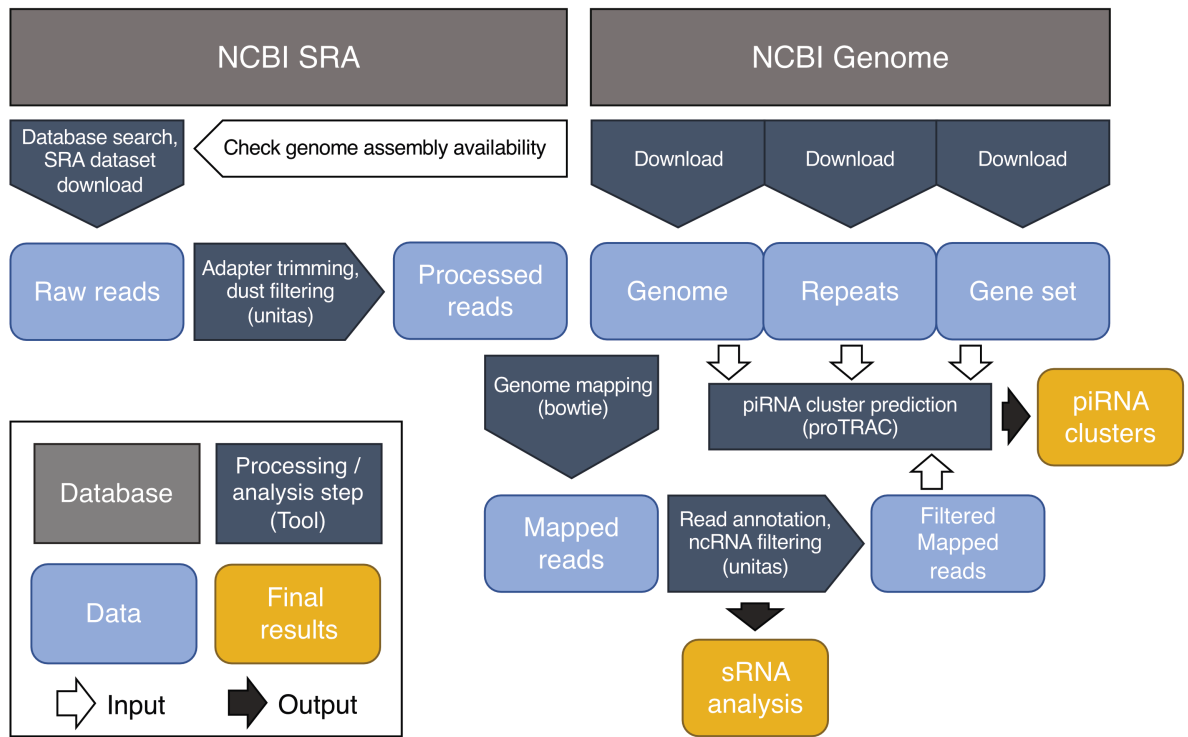 NCBI SRA
NCBI Genome
Database search,
SRA dataset
download
Check genome assembly availability
Download
Download
Download
Raw reads
Adapter trimming,
dust filtering
(unitas)
Processed
reads
Genome
Repeats
Gene set
Genome mapping
(bowtie)
piRNA cluster prediction
(proTRAC)
piRNA
clusters
Mapped
reads
Read annotation,
ncRNA filtering
(unitas)
Filtered
Mapped
reads
sRNA
analysis
Database
Processing /
analysis step
(Tool)
Data
Final
results
Input
Output